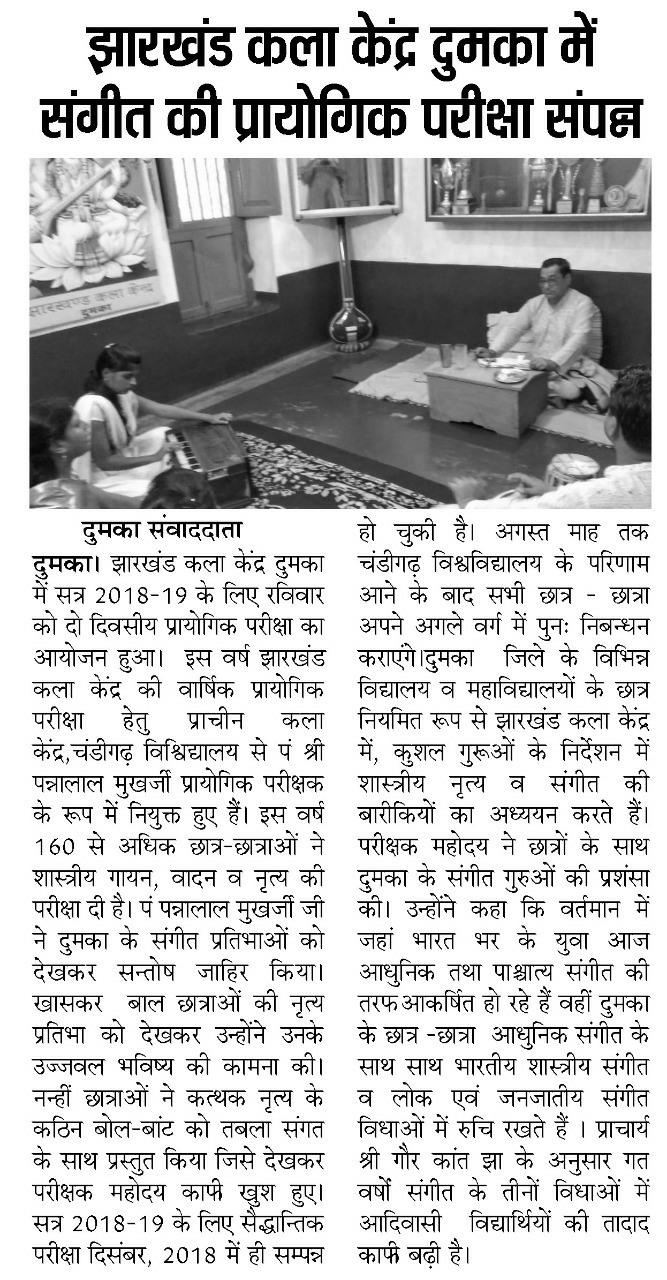 झारखंड कला केंद्र दुमका में
संगीत की प्रायोगिक परीक्षा संपन्न
झारखण्ड कला केन्द्र
दुमका
दुमका संवाददाता
दुमका। झारखंड कला केंद्र दुमका
में सत्र 2018-19 के लिए रविवार
को दो दिवसीय प्रायोगिक परीक्षा का
आयोजन हुआ। इस वर्ष झारखंड
कला केंद्र की वार्षिक प्रायोगिक
परीक्षा हेतु प्राचीन कला
केंद्र,चंडीगढ़ विश्विद्यालय से पं श्री
पन्नालाल मुखर्जी प्रायोगिक परीक्षक
के रूप में नियुक्त हुए हैं। इस वर्ष
160 से अधिक छात्र-छात्राओं ने
शास्त्रीय गायन, वादन व नृत्य की
परीक्षा दी है। पं पन्नालाल मुखर्जी जी
ने दुमका के संगीत प्रतिभाओं को
देखकर सन्तोष जाहिर किया।
खासकर बाल छात्राओं की नृत्य
प्रतिभा को देखकर उन्होंने उनके
उज्जवल भविष्य की कामना की।
नन्हीं छात्राओं ने कत्थक नृत्य के
कठिन बोल-बांट को तबला संगत
के साथ प्रस्तुत किया जिसे देखकर
परीक्षक महोदय काफी खुश हुए।
सत्र 2018-19 के लिए सैद्धान्तिक
परीक्षा दिसंबर, 2018 में ही सम्पन्न
हो चुकी है। अगस्त माह तक
चंडीगढ़ विश्वविद्यालय के परिणाम
आने के बाद सभी छात्र - छात्रा
अपने अगले वर्ग में पुनः निबन्धन
कराएंगे।दुमका जिले के विभिन्न
विद्यालय व महाविद्यालयों के छात्र
नियमित रूप से झारखंड कला केंद्र
में, कुशल गुरूओं के निर्देशन में
शास्त्रीय नृत्य व संगीत की
बारीकियों का अध्ययन करते हैं।
परीक्षक महोदय ने छात्रों के साथ
दुमका के संगीत गुरुओं की प्रशंसा
की। उन्होंने कहा कि वर्तमान में
जहां भारत भर के युवा आज
आधुनिक तथा पाश्चात्य संगीत की
तरफ आकर्षित हो रहे हैं वहीं दुमका
के छात्र -छात्रा आधुनिक संगीत के
साथ साथ भारतीय शास्त्रीय संगीत
व लोक एवं जनजातीय संगीत
विधाओं में रुचि रखते हैं । प्राचार्य
श्री गौर कांत झा के अनुसार गत
वर्षों संगीत के तीनों विधाओं में
आदिवासी विद्यार्थियों की तादाद
काफी बढ़ी है।